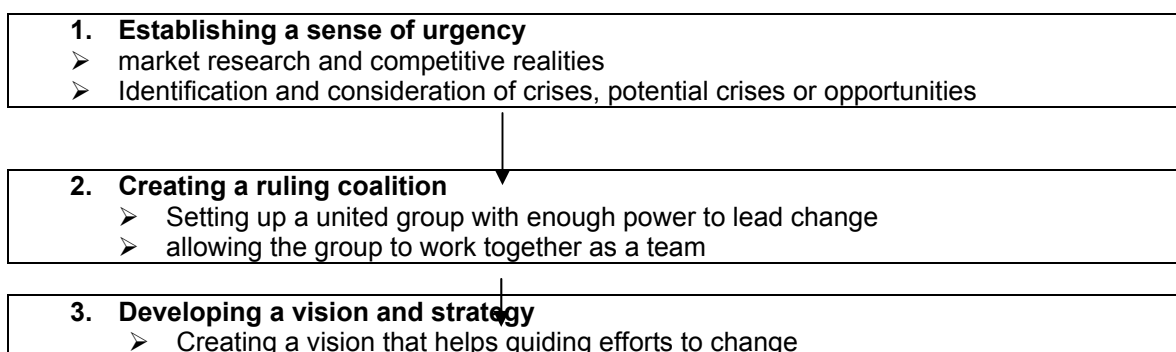 1. Establishing a sense of urgency
➢ market research and competitive realities
➢ Identification and consideration of crises, potential crises or opportunities
2. Creating a ruling coalition
➢ Setting up a united group with enough power to lead change
➢ allowing the group to work together as a team
3. Developing a vision and strategy
➢ Creating a vision that helps guiding efforts to change